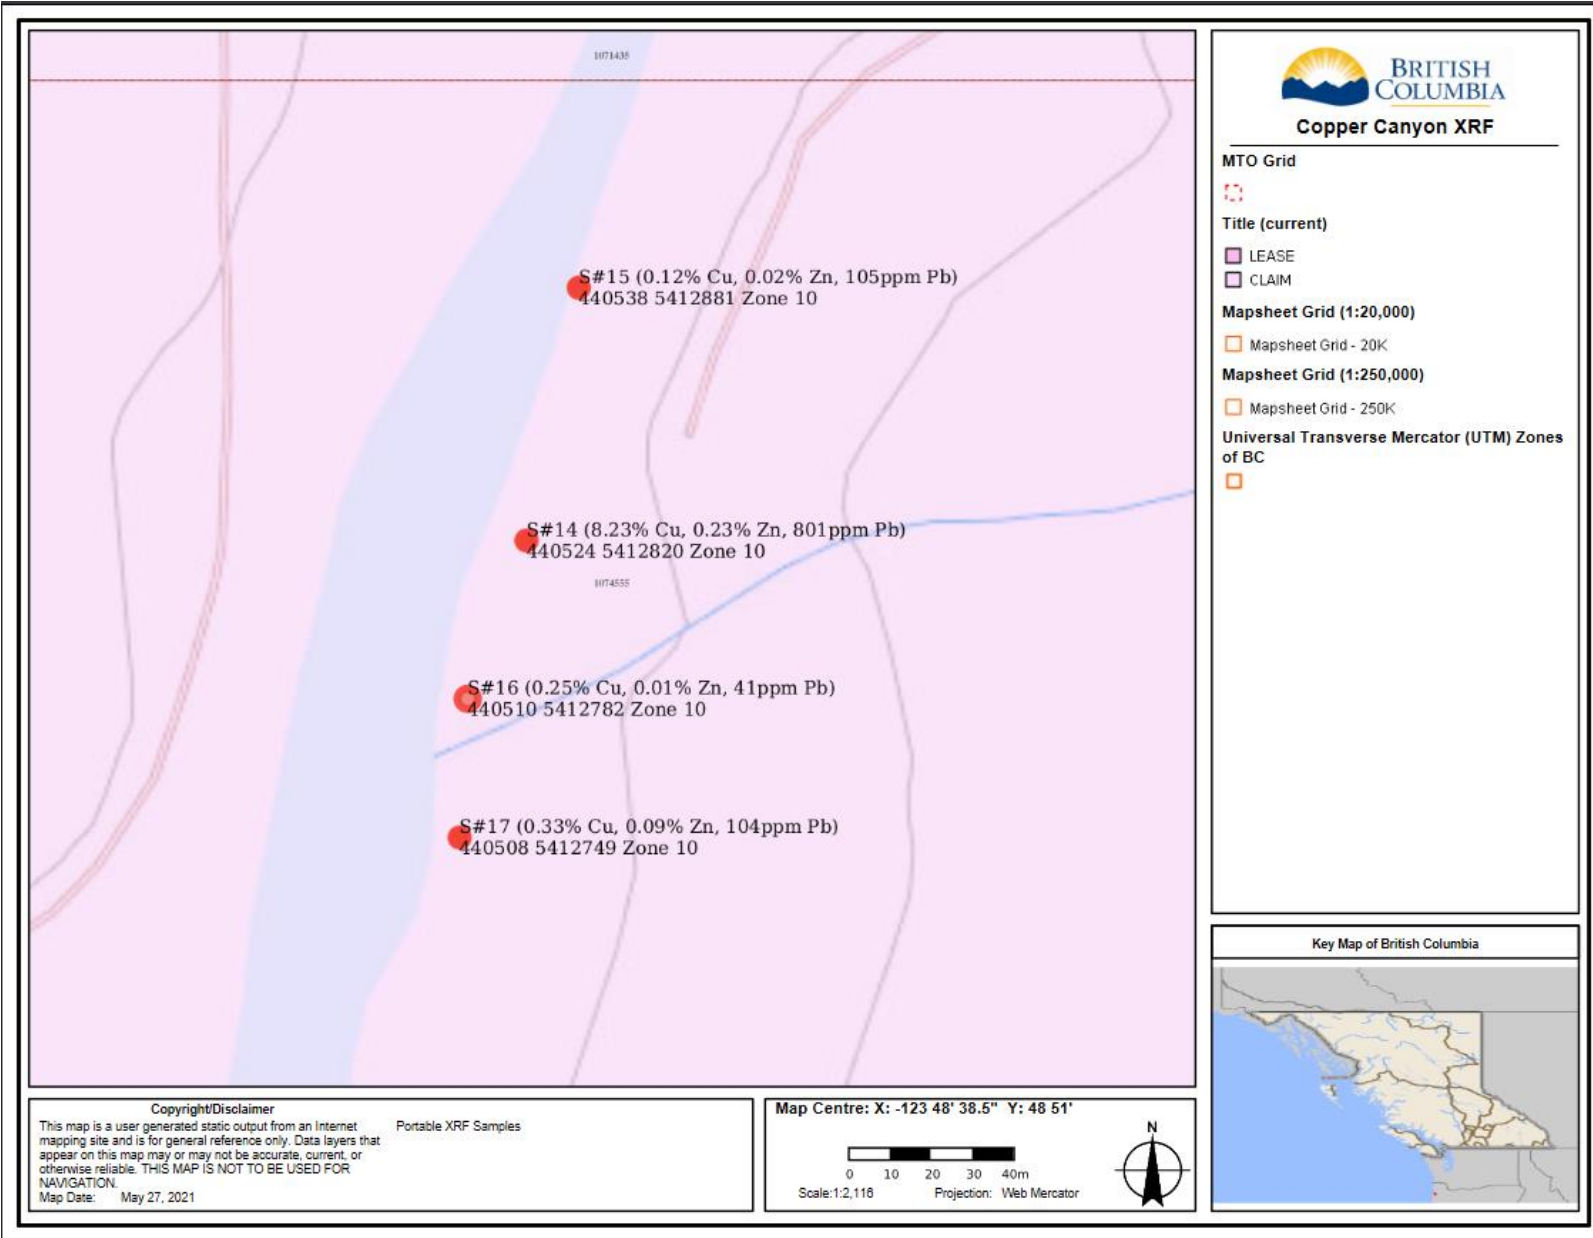 1071435
S#15 (0.12% Cu, 0.02% Zn, 105ppm Pb)
440538 5412881 Zone 10
S#14 (8.23% Cu, 0.23% Zn, 801ppm Pb)
440524 5412820 Zone 10
1074555
S#16 (0.25% Cu, 0.01% Zn, 41ppm Pb)
440510 5412782 Zone 10
S#17 (0.33% Cu, 0.09% Zn, 104ppm Pb)
440508 5412749 Zone 10
BRITISH
COLUMBIA
Copper Canyon XRF
MTO Grid
Title (current)
LEASE
CLAIM
Mapsheet Grid (1:20,000)
Mapsheet Grid - 20K
Mapsheet Grid (1:250,000)
Mapsheet Grid - 250K
Universal Transverse Mercator (UTM) Zones
of BC
Key Map of British Columbia
Copyright/Disclaimer
This map is a user generated static output from an Internet
mapping site and is for general reference only. Data layers that
appear on this map may or may not be accurate, current, or
otherwise reliable. THIS MAP IS NOT TO BE USED FOR
NAVIGATION.
Map Date: May 27, 2021
Portable XRF Samples
Map Centre: X: -123 48' 38.5" Y: 48 51'
0 10 20 30 40m
Scale:1:2,116 Projection: Web Mercator
N